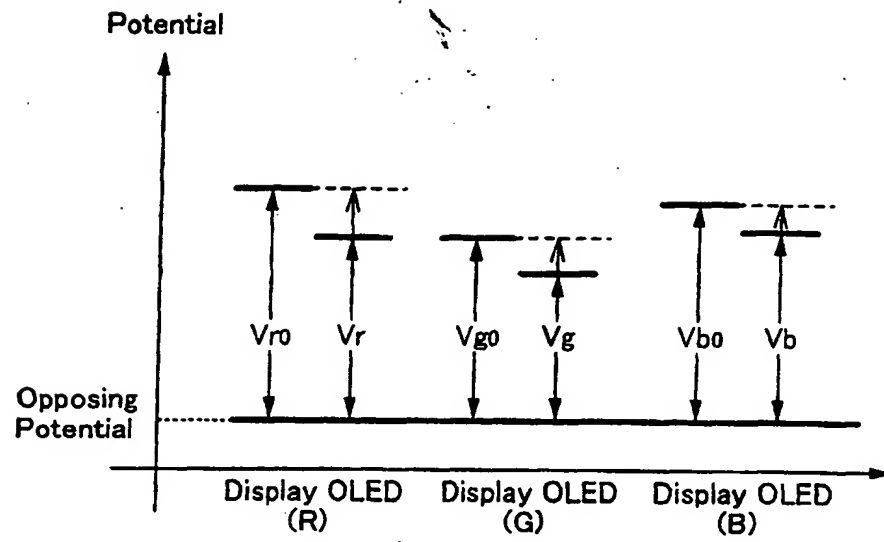 Potential
Vr0 Vr Vg0 Vg Vb0 Vb
Opposing
Potential
Display OLED Display OLED Display OLED
(R) (G) (B)